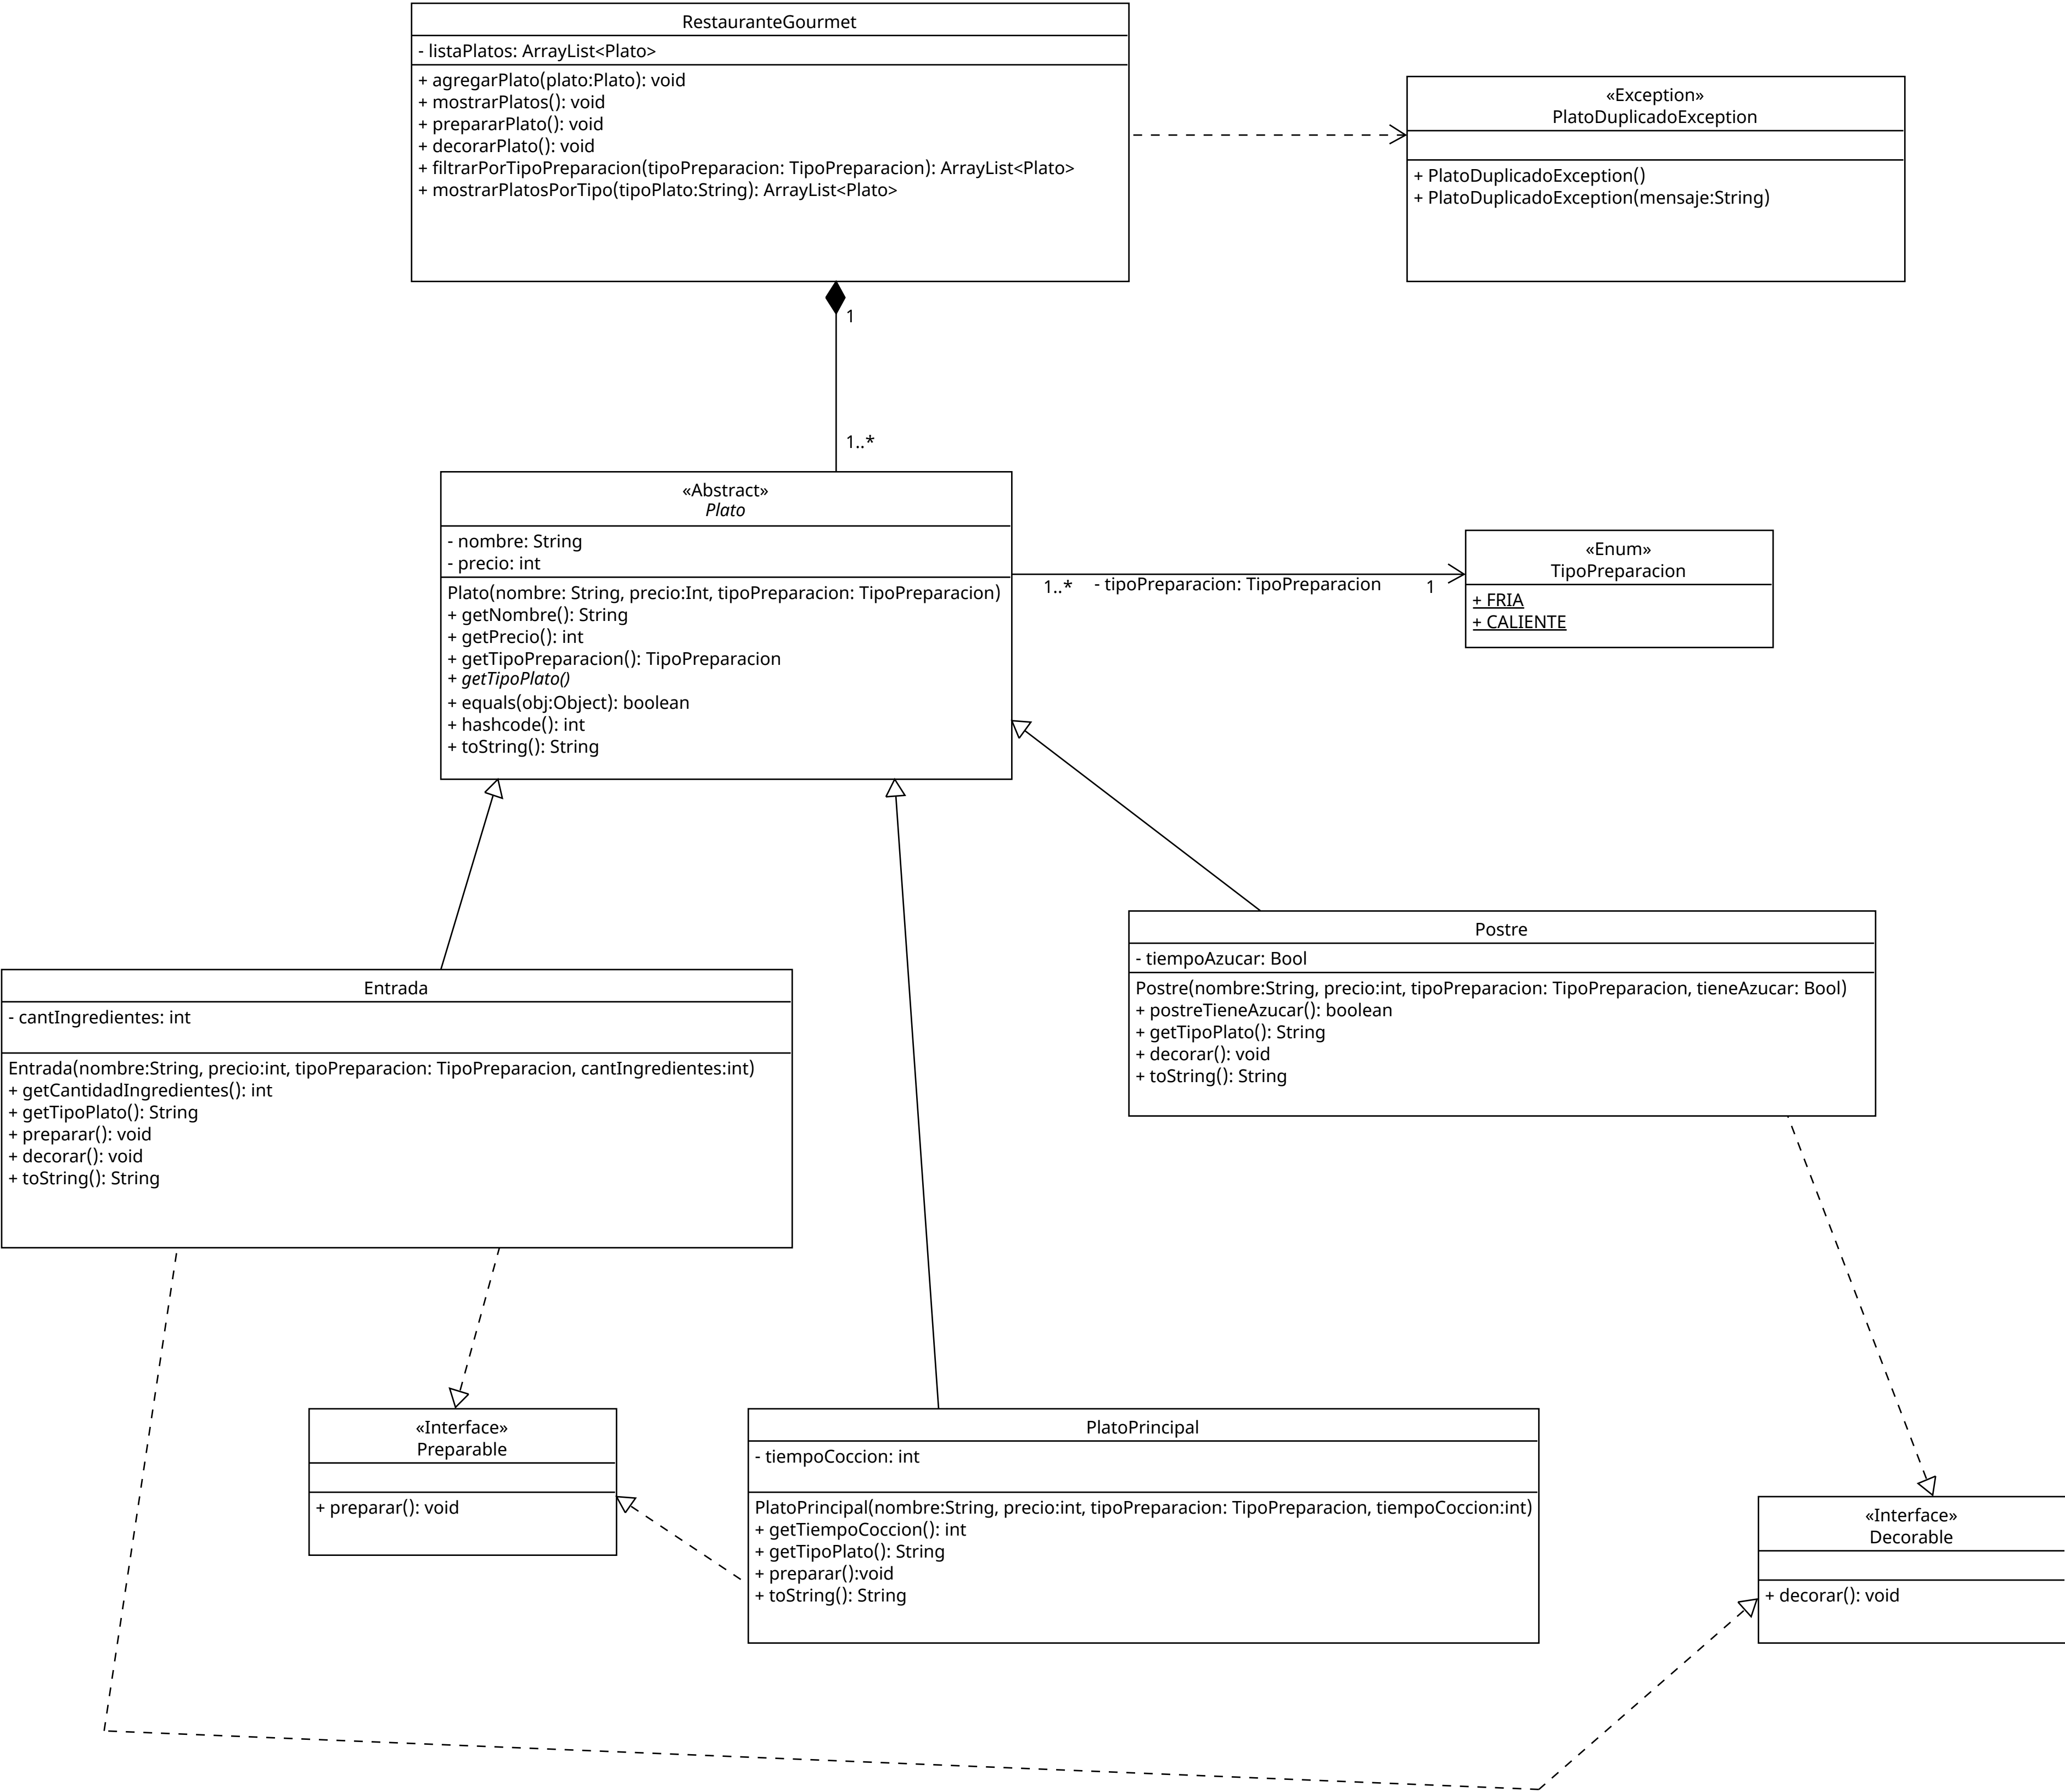 RestauranteGourmet
- listaPlatos: ArrayList<Plato>
+ agregarPlato(plato:Plato): void
+ mostrarPlatos(): void
+ prepararPlato(): void
+ decorarPlato(): void
+ filtrarPorTipoPreparacion(tipoPreparacion: TipoPreparacion): ArrayList<Plato>
+ mostrarPlatosPorTipo(tipoPlato:String): ArrayList<Plato>
«Exception»
PlatoDuplicadoException
+ PlatoDuplicadoException()
+ PlatoDuplicadoException(mensaje:String)
1
1..*
«Abstract»
Plato
- nombre: String
- precio: int
Plato(nombre: String, precio:Int, tipoPreparacion: TipoPreparacion)
+ getNombre(): String
+ getPrecio(): int
+ getTipoPreparacion(): TipoPreparacion
+ getTipoPlato()
+ equals(obj:Object): boolean
+ hashcode(): int
+ toString(): String
1..*
- tipoPreparacion: TipoPreparacion
1
«Enum»
TipoPreparacion
+ FRIA
+ CALIENTE
Postre
- tiempoAzucar: Bool
Postre(nombre:String, precio:int, tipoPreparacion: TipoPreparacion, tieneAzucar: Bool)
+ postreTieneAzucar(): boolean
+ getTipoPlato(): String
+ decorar(): void
+ toString(): String
Entrada
- cantIngredientes: int
Entrada(nombre:String, precio:int, tipoPreparacion: TipoPreparacion, cantIngredientes:int)
+ getCantidadIngredientes(): int
+ getTipoPlato(): String
+ preparar(): void
+ decorar(): void
+ toString(): String
«Interface»
Preparable
+ preparar(): void
PlatoPrincipal
- tiempoCoccion: int
PlatoPrincipal(nombre:String, precio:int, tipoPreparacion: TipoPreparacion, tiempoCoccion:int)
+ getTiempoCoccion(): int
+ getTipoPlato(): String
+ preparar():void
+ toString(): String
«Interface»
Decorable
+ decorar(): void